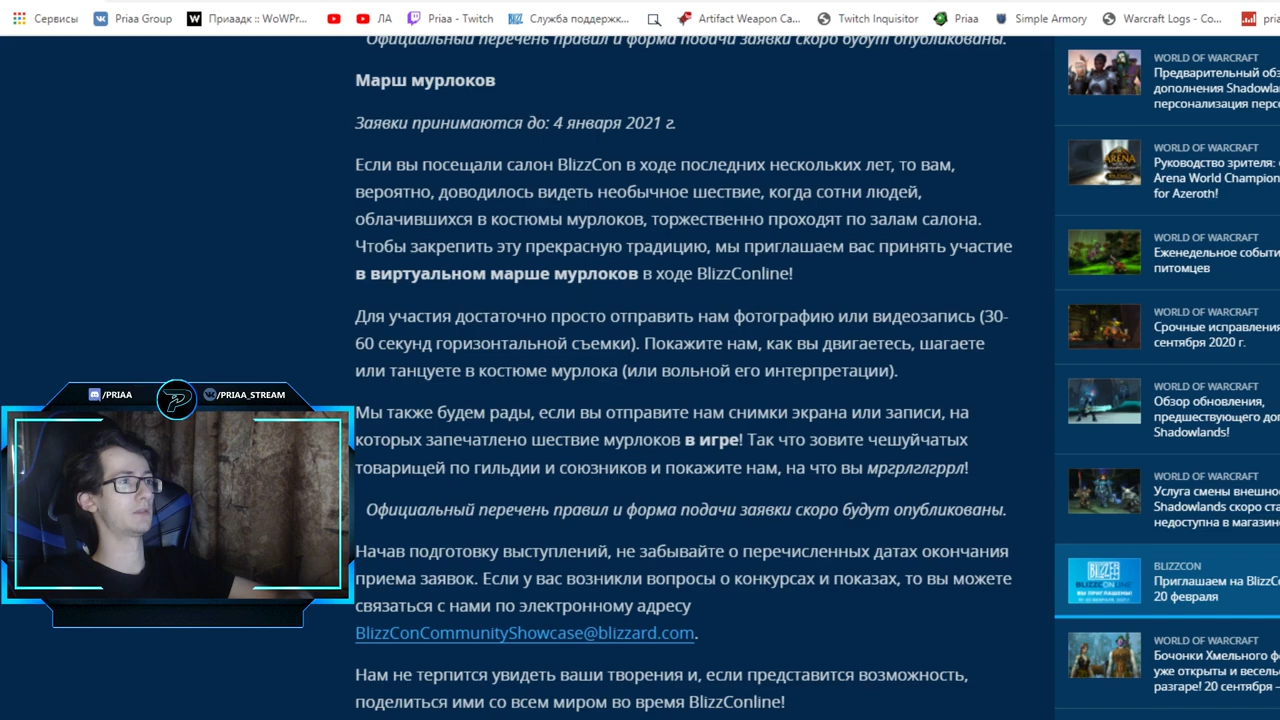 Сервисы
Priaa Group
Приаадк :: WoWPr...
ЛА
Priaa - Twitch
Служба поддержк...
Artifact Weapon Ca...
Twitch Inquisitor
Priaa
Simple Armory
Warcraft Logs - Co...
pria
Официальный перечень правил и форма подачи заявки скоро будут опубликованы.
Марш мурлоков
Заявки принимаются до: 4 января 2021 г.
Если вы посещали салон BlizzCon в ходе последних нескольких лет, то вам,
вероятно, доводилось видеть необычное шествие, когда сотни людей,
облачившихся в костюмы мурлоков, торжественно проходят по залам салона.
Чтобы закрепить эту прекрасную традицию, мы приглашаем вас принять участие
в виртуальном марше мурлоков в ходе BlizzConline!
Для участия достаточно просто отправить нам фотографию или видеозапись (30-
60 секунд горизонтальной съемки). Покажите нам, как вы двигаетесь, шагаете
или танцуете в костюме мурлока (или вольной его интерпретации).
Мы также будем рады, если вы отправите нам снимки экрана или записи, на
которых запечатлено шествие мурлоков в игре! Так что зовите чешуйчатых
товарищей по гильдии и союзников и покажите нам, на что вы мргрлглгррл!
Официальный перечень правил и форма подачи заявки скоро будут опубликованы.
Начав подготовку выступлений, не забывайте о перечисленных датах окончания
приема заявок. Если у вас возникли вопросы о конкурсах и показах, то вы можете
связаться с нами по электронному адресу
BlizzConCommunityShowcase@blizzard.com.
Нам не терпится увидеть ваши творения и, если представится возможность,
поделиться ими со всем миром во время BlizzConline!
WORLD OF WARCRAFT
Предварительный обз
дополнения Shadowla
персонализация перс
WORLD OF WARCRAFT
Руководство зрителя:
Arena World Champion
for Azeroth!
WORLD OF WARCRAFT
Еженедельное событи
питомцев
WORLD OF WARCRAFT
Срочные исправления
сентября 2020 г.
WORLD OF WARCRAFT
Обзор обновления,
предшествующего доп
Shadowlands!
WORLD OF WARCRAFT
Услуга смены внешнос
Shadowlands скоро ста
недоступна в магазин
BLIZZCON
Приглашаем на BlizzCo
20 февраля
WORLD OF WARCRAFT
Бочонки Хмельного ф
уже открыты и веселье
разгаре! 20 сентября –
/PRIAA
/PRIAA_STREAM